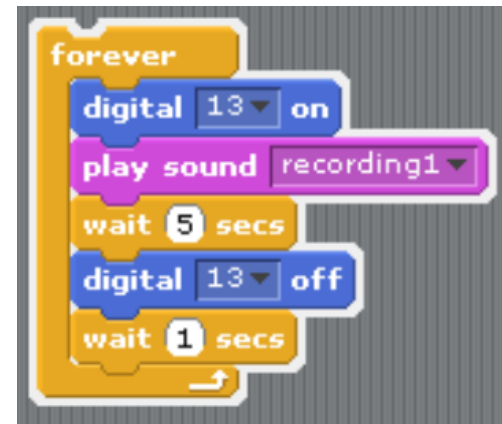 forever
digital 13 on
play sound recording1
wait 5 secs
digital 13 off
wait 1 secs